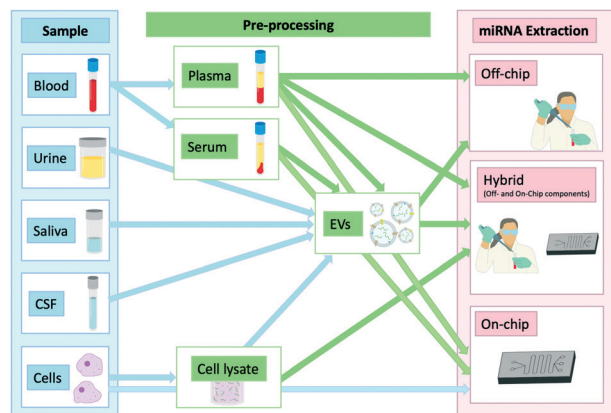 Sample
Pre-processing
miRNA Extraction
Blood
Urine
Saliva
CSF
Cells
Plasma
Serum
EVs
Cell lysate
Off-chip
Hybrid
(Off- and On-Chip components)
On-chip